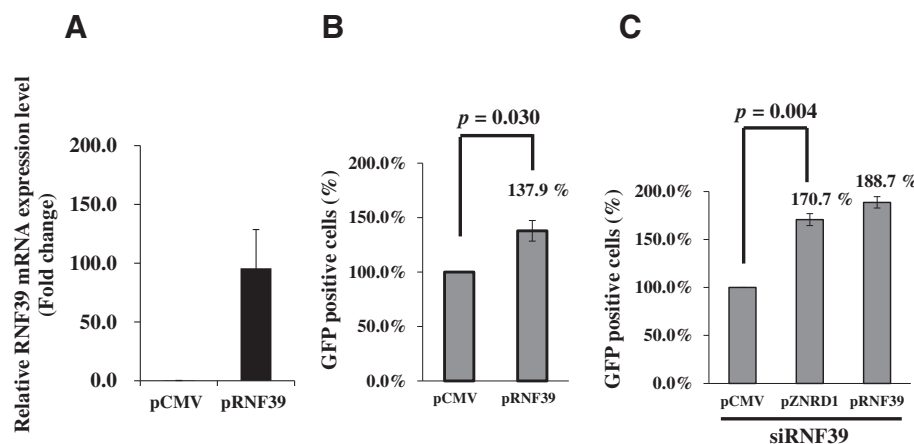 A
Relative RNF39 mRNA expression level
(Fold change)
200.0
150.0
100.0
50.0
0.0
pCMV
pRNF39
B
p = 0.030
GFP positive cells (%)
200.0%
150.0%
100.0%
50.0%
0.0%
137.9 %
pCMV
pRNF39
C
p = 0.004
GFP positive cells (%)
200.0%
150.0%
100.0%
50.0%
0.0%
170.7 %
188.7 %
pCMV
pZNRD1
pRNF39
siRNF39